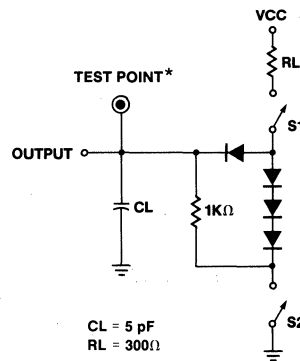 VCC
RL
TEST POINT*
S1
OUTPUT
CL
1KΩ
S2
CL = 5 pF
RL = 300Ω